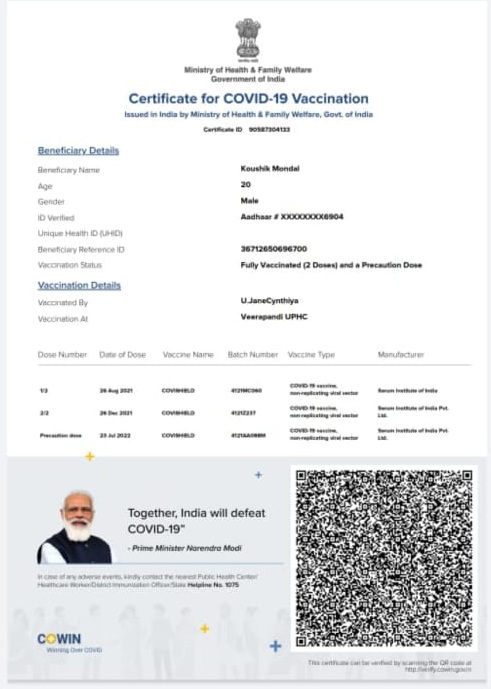 Ministry of Health & Family Welfare
Government of India
Certificate for COVID-19 Vaccination
Issued in India by Ministry of Health & Family Welfare, Govt. of India
Certificate ID 90587304133
Beneficiary Details
Beneficiary Name Koushik Mondal
Age 20
Gender Male
ID Verified Aadhaar # XXXXXXXX6904
Unique Health ID (UHID)
Beneficiary Reference ID 36712650696700
Vaccination Status Fully Vaccinated (2 Doses) and a Precaution Dose
Vaccination Details
Vaccinated By U.JaneCynthiya
Vaccination At Veerapandi UPHC
Dose Number Date of Dose Vaccine Name Batch Number Vaccine Type Manufacturer
1/2 26 Aug 2021 COVISHIELD 4121MC060 COVID-19 vaccine, non-replicating viral vector Serum Institute of India
2/2 26 Dec 2021 COVISHIELD 4121Z237 COVID-19 vaccine, non-replicating viral vector Serum Institute of India Pvt. Ltd.
Precaution dose 23 Jul 2022 COVISHIELD COVID-19 vaccine, non-replicating viral vector Serum Institute of India Pvt. Ltd.
Together, India will defeat
COVID-19"
- Prime Minister Narendra Modi
In case of any adverse events, kindly contact the nearest Public Health Center/
Healthcare Worker/District Immunization Officer/State Helpline No. 1075
COWIN
Winning Over COVID
This certificate can be verified by scanning the QR code at
http://verify.cowin.gov.in